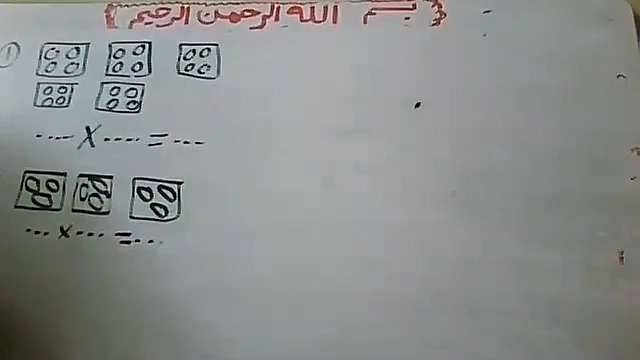 بسم الله الرحمن الرحيم
1
.... X .... = ...
... x ... = ...